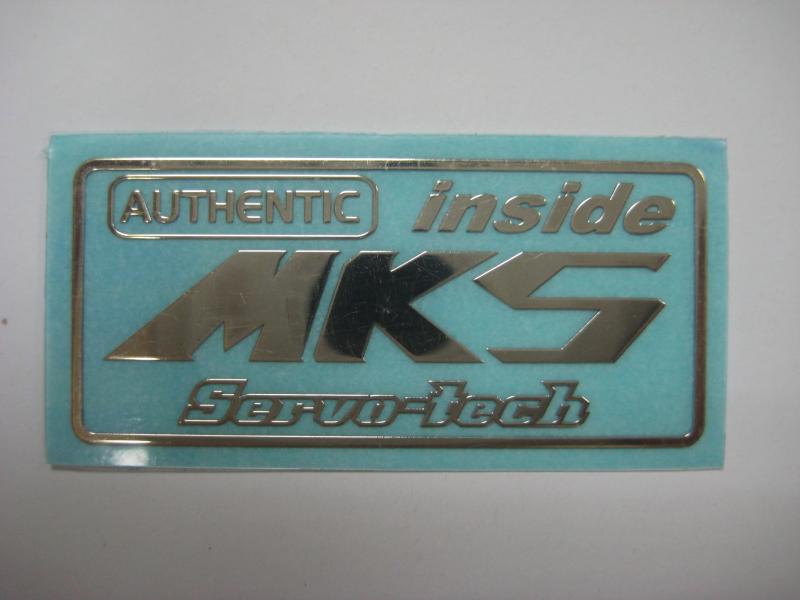 AUTHENTIC inside
MKS
Servo-tech